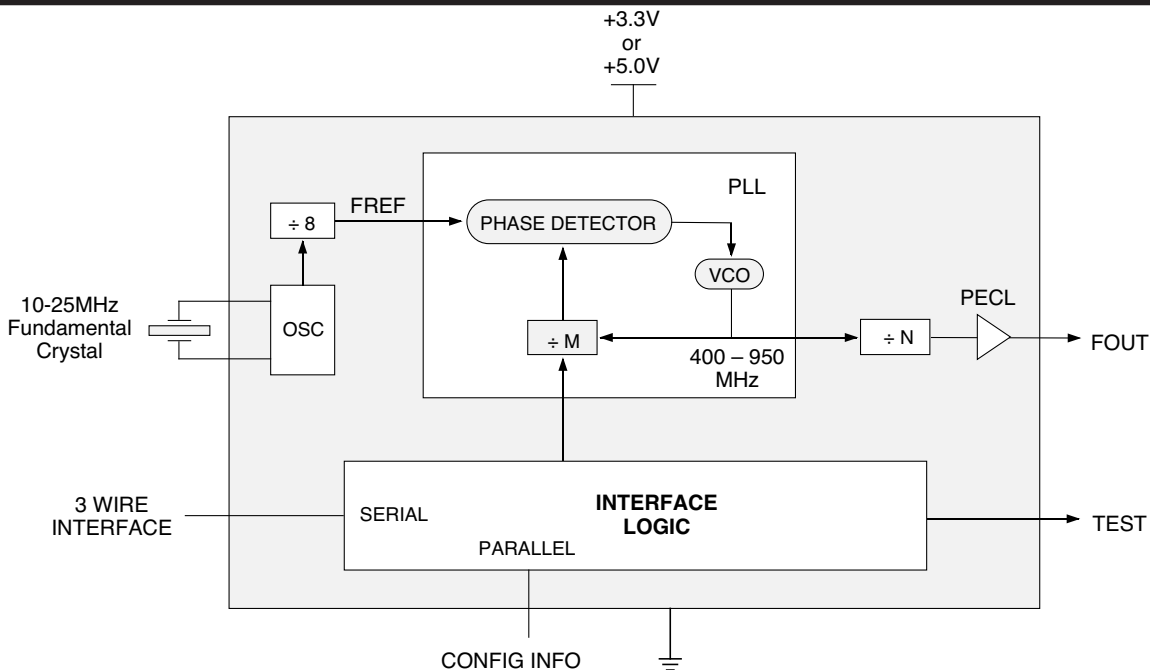 +3.3V
or
+5.0V
PLL
FREF
÷ 8
PHASE DETECTOR
VCO
10-25MHz
Fundamental
Crystal
OSC
PECL
÷ M
÷ N
FOUT
400 – 950
MHz
3 WIRE
INTERFACE
SERIAL
INTERFACE
LOGIC
TEST
PARALLEL
CONFIG INFO